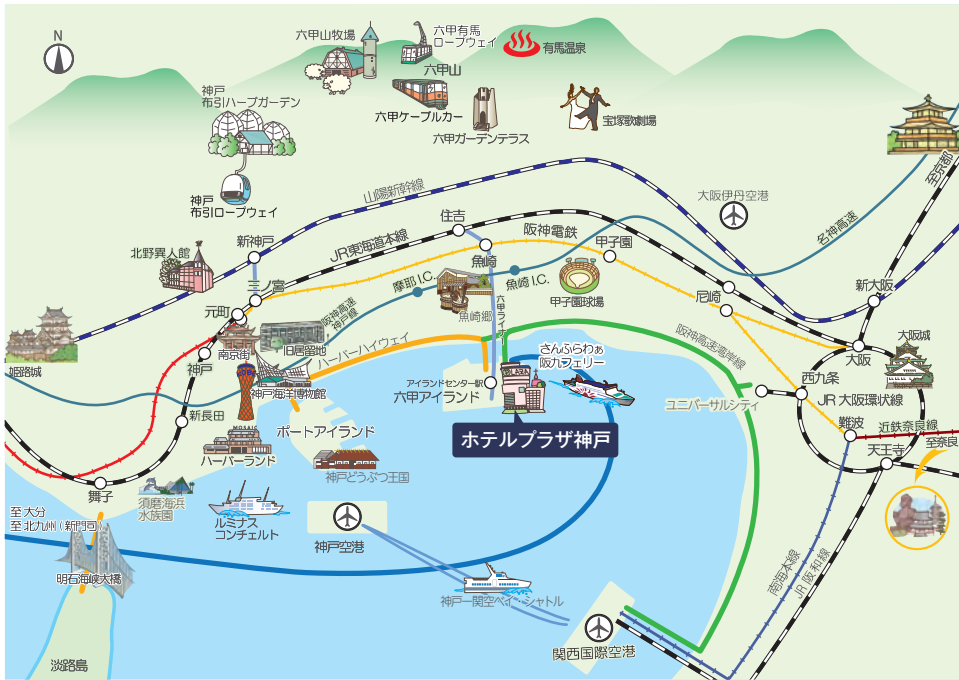 N
六甲山牧場
六甲有馬
ロープウェイ
六甲山
有馬温泉
神戸
布引ハーブガーデン
六甲ケーブルカー
六甲ガーデンテラス
宝塚歌劇場
至京都
神戸
布引ロープウェイ
山陽新幹線
大阪伊丹空港
名神高速
北野異人館
新神戸
JR東海道本線
住吉
阪神電鉄
甲子園
魚崎
三ノ宮
摩耶I.C.
魚崎I.C.
新大阪
元町
阪神高速
神戸線
魚崎郷
六甲ライナー
甲子園球場
尼崎
姫路城
南京街
旧居留地
ハーバーハイウェイ
さんふらわぁ
阪九フェリー
阪神高速湾岸線
大阪
大阪城
神戸
神戸海洋博物館
アイランドセンター駅
六甲アイランド
PLAZA
西九条
ユニバーサルシティ
JR大阪環状線
新長田
MOSAIC
ハーバーランド
ポートアイランド
ホテルプラザ神戸
難波
近鉄奈良線
至奈良
天王寺
神戸どうぶつ王国
舞子
須磨海浜
水族園
ルミナス
コンチェルト
至 大分
至 北九州(新門司)
神戸空港
明石海峡大橋
神戸ー関空ベイ・シャトル
南海本線
JR阪和線
関西国際空港
淡路島